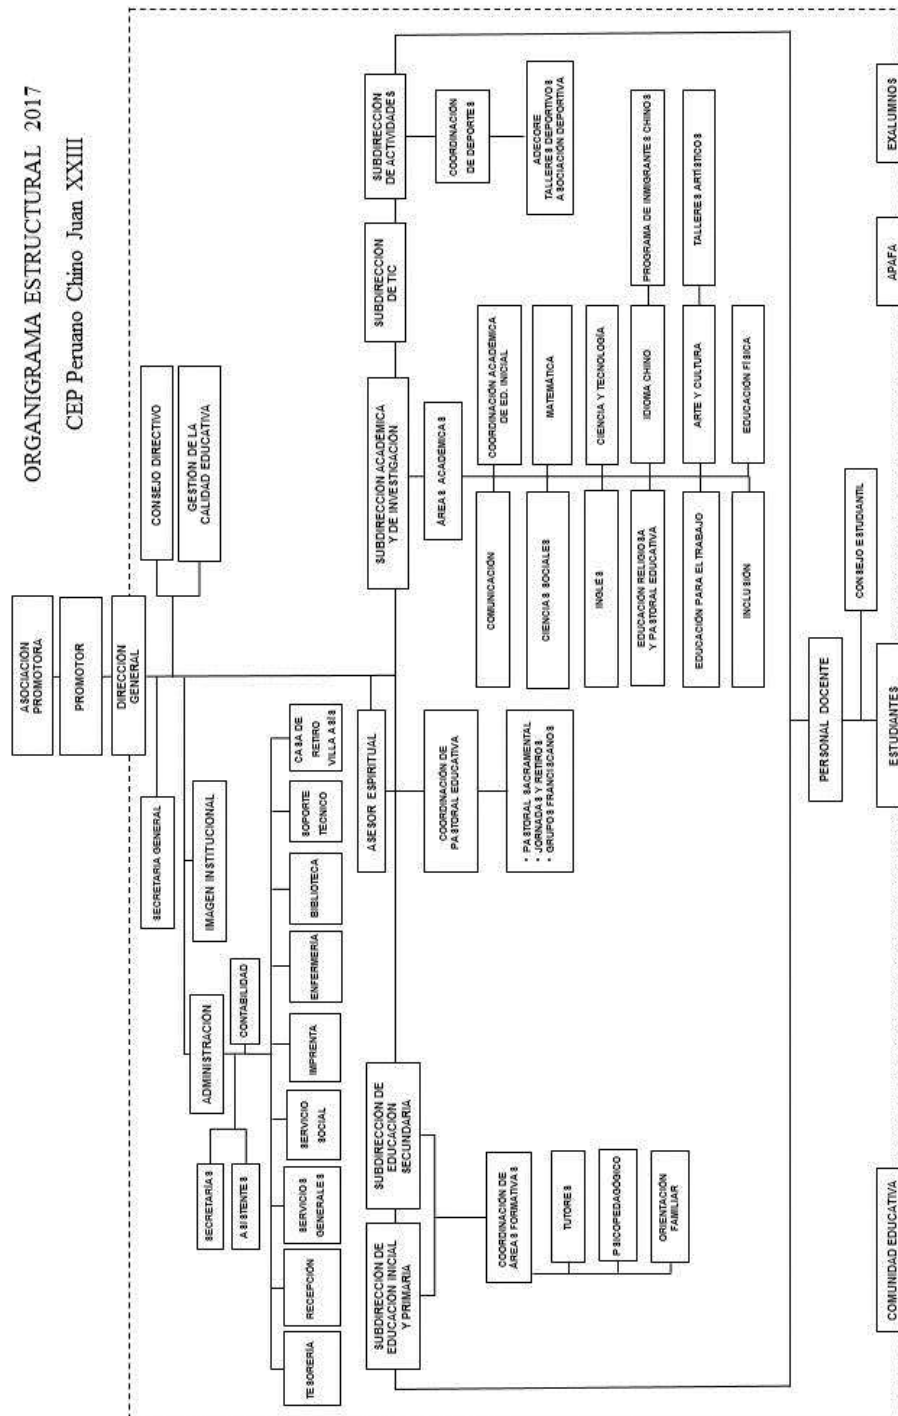 ORGANIGRAMA ESTRUCTURAL 2017
CEP Peruano Chino Juan XXIII
ASOCIACIÓN
PROMOTORA
PROMOTOR
DIRECCIÓN
GENERAL
CONSEJO DIRECTIVO
GESTIÓN DE LA
CALIDAD EDUCATIVA
SECRETARIA GENERAL
IMAGEN INSTITUCIONAL
ADMINISTRACIÓN
CONTABILIDAD
SECRETARÍAS
ASISTENTES
TESORERÍA
RECEPCIÓN
SERVICIOS
GENERALES
SERVICIO
SOCIAL
IMPRENTA
ENFERMERÍA
BIBLIOTECA
SOPORTE
TÉCNICO
CASA DE
RETIRO
VILLA ASÍS
SUBDIRECCIÓN DE
EDUCACIÓN INICIAL
Y PRIMARIA
SUBDIRECCIÓN DE
EDUCACIÓN
SECUNDARIA
ASESOR ESPIRITUAL
SUBDIRECCIÓN ACADÉMICA
Y DE INVESTIGACIÓN
SUBDIRECCIÓN
DE TIC
SUBDIRECCIÓN
DE ACTIVIDADES
COORDINACIÓN DE
ÁREAS FORMATIVAS
TUTORES
PSICOPEDAGÓGICO
ORIENTACIÓN
FAMILIAR
COORDINACIÓN DE
PASTORAL EDUCATIVA
• PASTORAL SACRAMENTAL
• JORNADAS Y RETIROS
• GRUPOS FRANCISCANOS
ÁREAS ACADÉMICAS
COMUNICACIÓN
COORDINACIÓN ACADÉMICA
DE ED. INICIAL
CIENCIAS SOCIALES
MATEMÁTICA
INGLÉS
CIENCIA Y TECNOLOGÍA
EDUCACIÓN RELIGIOSA
Y PASTORAL EDUCATIVA
IDIOMA CHINO
PROGRAMA DE INMIGRANTES CHINOS
EDUCACIÓN PARA EL TRABAJO
ARTE Y CULTURA
TALLERES ARTÍSTICOS
INCLUSIÓN
EDUCACIÓN FÍSICA
COORDINACIÓN
DE DEPORTES
ADECORE
TALLERES DEPORTIVOS
ASOCIACIÓN DEPORTIVA
PERSONAL DOCENTE
CONSEJO ESTUDIANTIL
COMUNIDAD EDUCATIVA
ESTUDIANTES
APAFA
EXALUMNOS